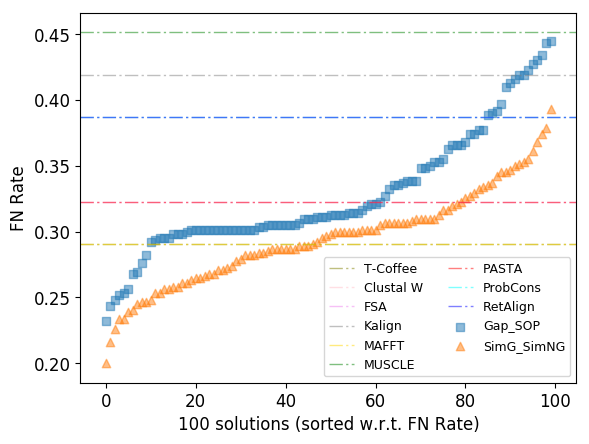 0.45
0.40
0.35
0.30
0.25
0.20
FN Rate
T-Coffee
Clustal W
FSA
Kalign
MAFFT
MUSCLE
PASTA
ProbCons
RetAlign
Gap_SOP
SimG_SimNG
0 20 40 60 80 100
100 solutions (sorted w.r.t. FN Rate)